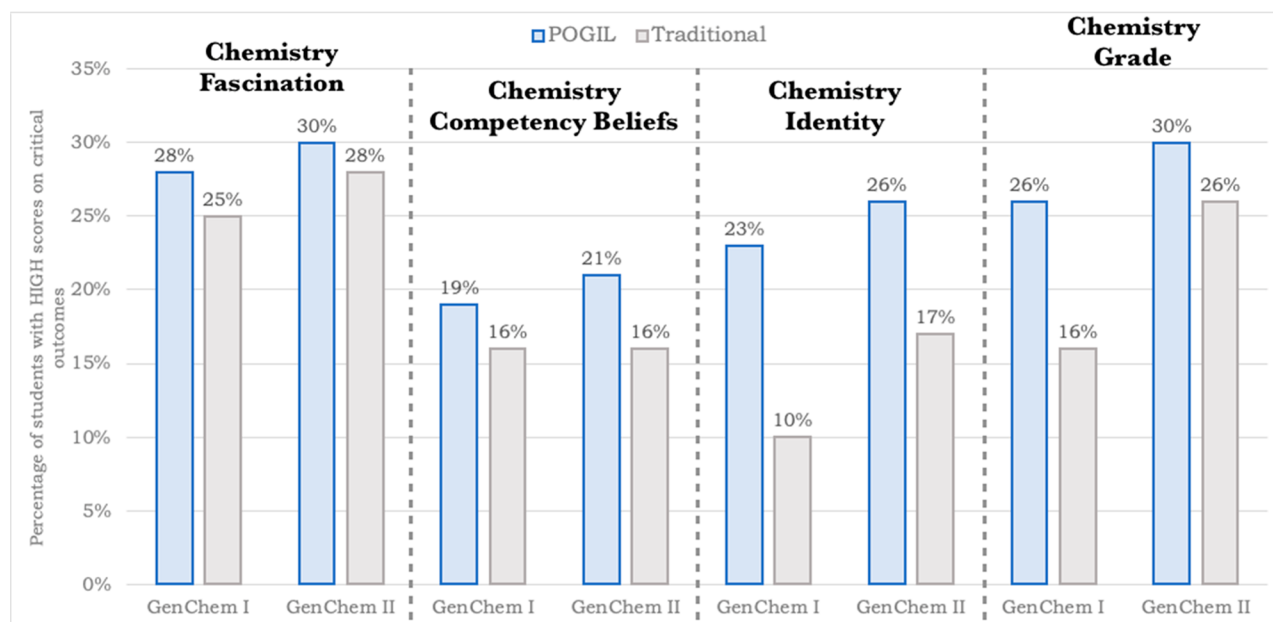 POGIL Traditional
Chemistry
Fascination
Chemistry
Competency Beliefs
Chemistry
Identity
Chemistry
Grade
Percentage of students with HIGH scores on critical
outcomes
35%
30%
25%
20%
15%
10%
5%
0%
28%
25%
30%
28%
19%
16%
21%
16%
23%
10%
26%
17%
26%
16%
30%
26%
GenChem I
GenChem II
GenChem I
GenChem II
GenChem I
GenChem II
GenChem I
GenChem II